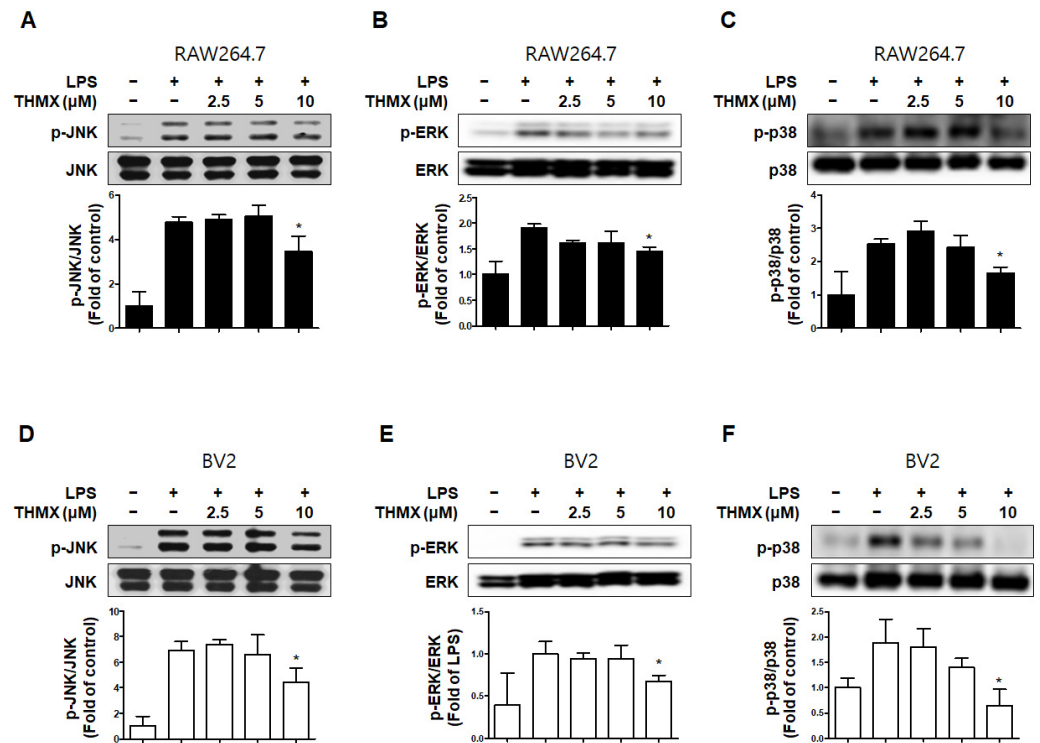 A
RAW264.7
LPS − + + + +
THMX (μM) − − 2.5 5 10
p-JNK
JNK
p-JNK/JNK
(Fold of control)
6
4
2
0
*
B
RAW264.7
LPS − + + + +
THMX (μM) − − 2.5 5 10
p-ERK
ERK
p-ERK/ERK
(Fold of control)
2.5
2.0
1.5
1.0
0.5
0.0
*
C
RAW264.7
LPS − + + + +
THMX (μM) − − 2.5 5 10
p-p38
p38
p-p38/p38
(Fold of control)
4
3
2
1
0
*
D
BV2
LPS − + + + +
THMX (μM) − − 2.5 5 10
p-JNK
JNK
p-JNK/JNK
(Fold of control)
10
8
6
4
2
0
*
E
BV2
LPS − + + + +
THMX (μM) − − 2.5 5 10
p-ERK
ERK
p-ERK/ERK
(Fold of LPS)
1.5
1.0
0.5
0.0
*
F
BV2
LPS − + + + +
THMX (μM) − − 2.5 5 10
p-p38
p38
p-p38/p38
(Fold of control)
2.5
2.0
1.5
1.0
0.5
0.0
*